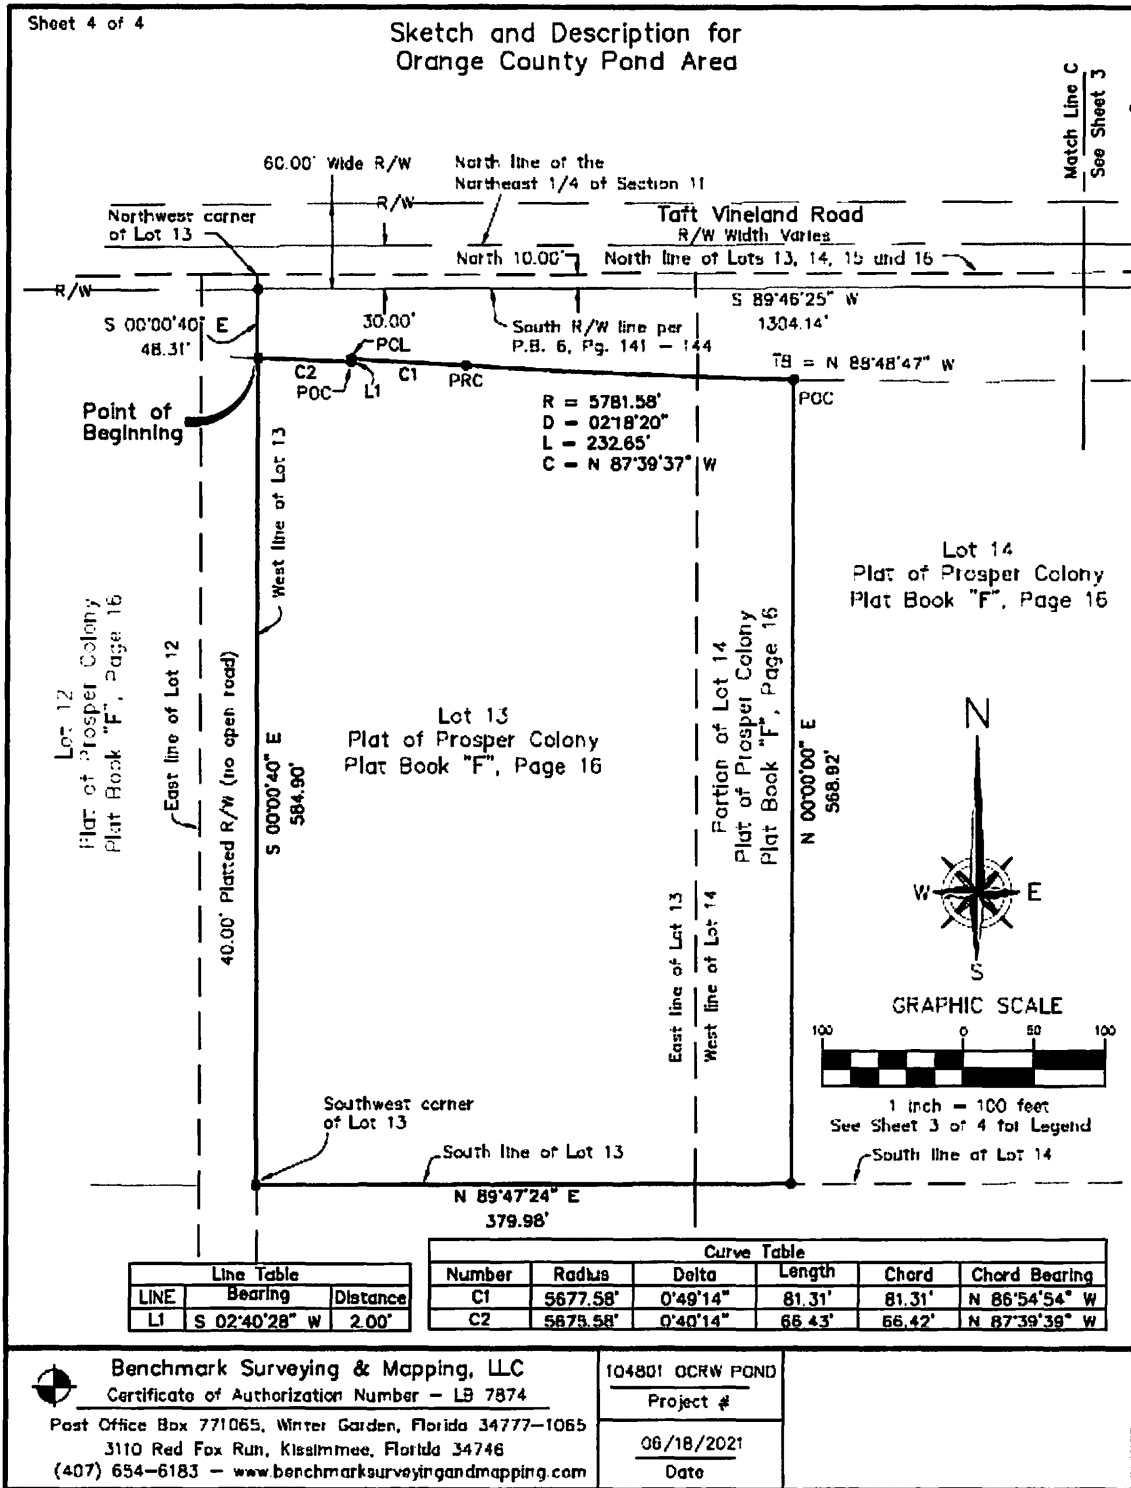 Sheet 4 of 4
Sketch and Description for
Orange County Pond Area
Match Line C
See Sheet 3
60.00' Wide R/W
North line of the
Northeast 1/4 of Section 11
R/W
Northwest corner
of Lot 13
Taft Vineland Road
R/W Width Varies
North 10.00'
North line of Lots 13, 14, 15 and 16
R/W
S 89°46'25" W
1304.14'
S 00°00'40" E
48.31'
30.00'
South R/W line per
P.B. 6, Pg. 141 - 144
PCL
C2
POC
L1
C1
PRC
TB = N 88°48'47" W
POC
Point of
Beginning
R = 5781.58'
D = 02°18'20"
L = 232.65'
C = N 87°39'37" W
West line of Lot 13
Lot 14
Plat of Prosper Colony
Plat Book "F", Page 16
Lot 12
Plat of Prosper Colony
Plat Book "F", Page 16
East line of Lot 12
40.00' Platted R/W (no open road)
S 00°00'40" E
584.90'
Lot 13
Plat of Prosper Colony
Plat Book "F", Page 16
Portion of Lot 14
Plat of Prosper Colony
Plat Book "F", Page 16
N 00°00'00" E
568.92'
East line of Lot 13
West line of Lot 14
N
W
E
S
GRAPHIC SCALE
100 0 50 100
1 inch = 100 feet
See Sheet 3 of 4 for Legend
Southwest corner
of Lot 13
South line of Lot 13
South line of Lot 14
N 89°47'24" E
379.98'
Line Table
LINE Bearing Distance
L1 S 02°40'28" W 2.00'
Curve Table
Number Radius Delta Length Chord Chord Bearing
C1 5677.58' 0°49'14" 81.31' 81.31' N 86°54'54" W
C2 5675.58' 0°40'14" 66.43' 66.42' N 87°39'39" W
Benchmark Surveying & Mapping, LLC
Certificate of Authorization Number - LB 7874
Post Office Box 771065, Winter Garden, Florida 34777-1065
3110 Red Fox Run, Kissimmee, Florida 34746
(407) 654-6183 - www.benchmarksurveyingandmapping.com
104801 OCRW POND
Project #
06/18/2021
Date